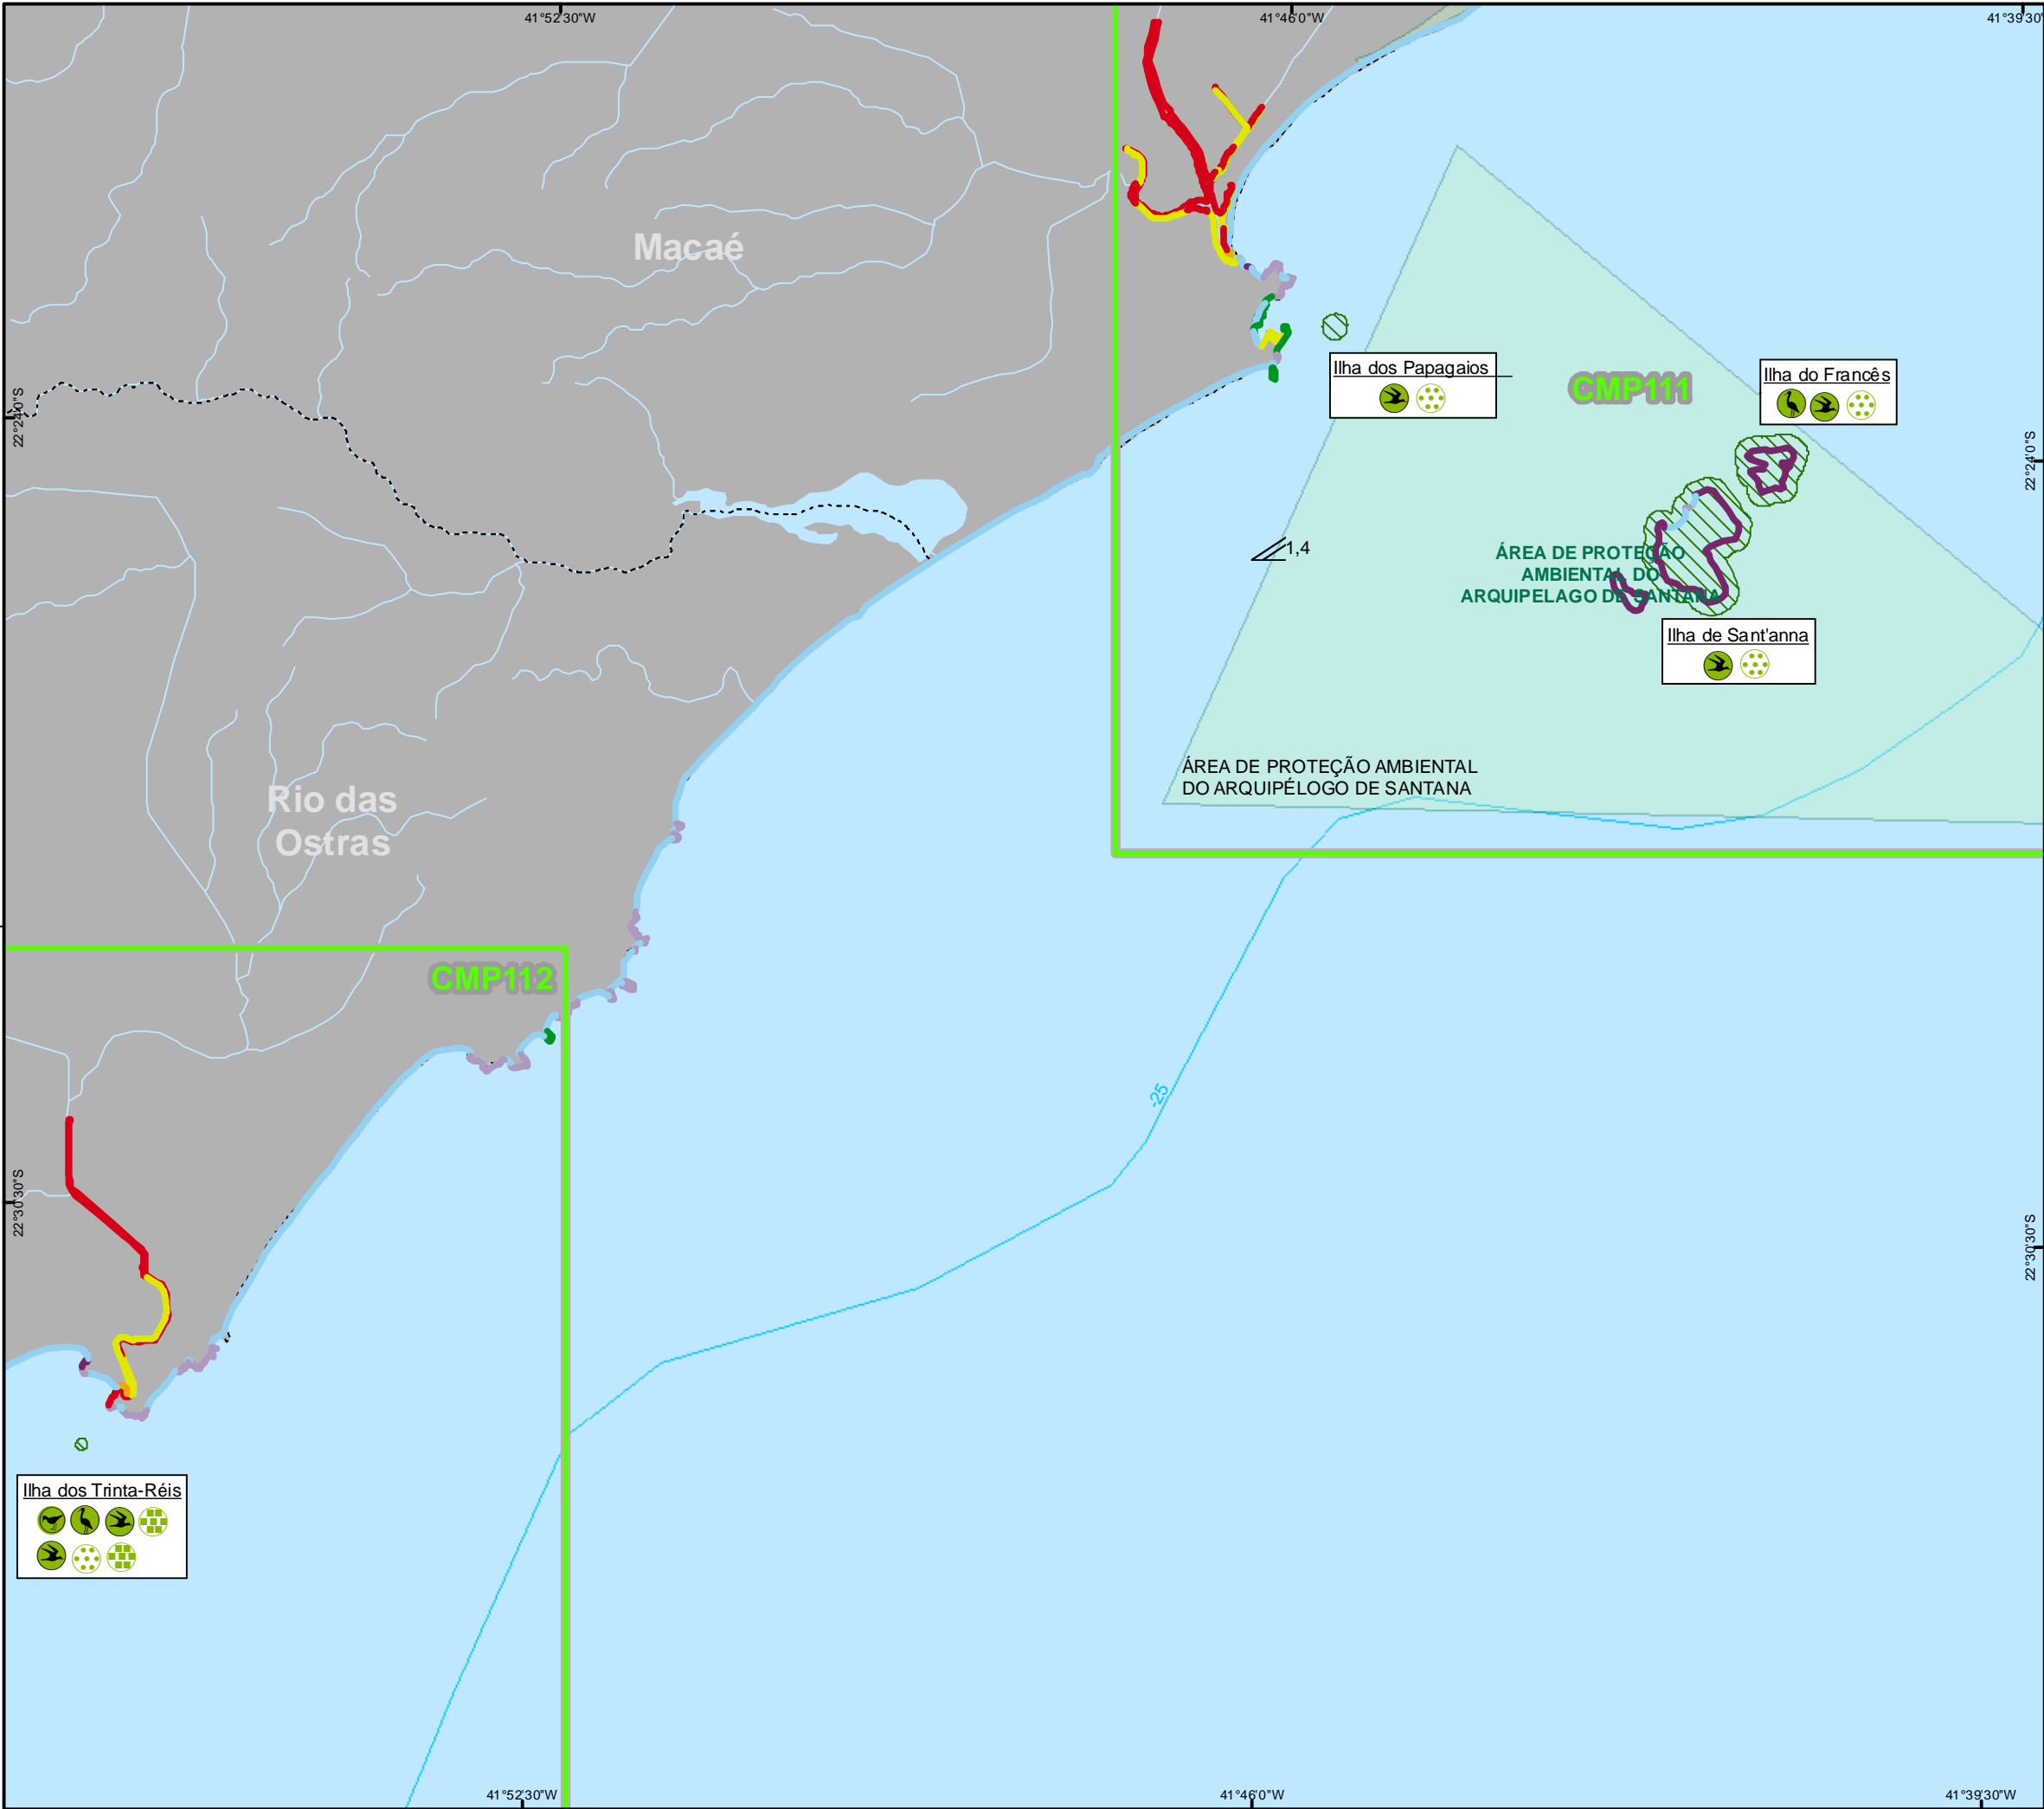 41°52'30"W
41°46'0"W
41°39'30"
Macaé
22°24'0"S
Ilha dos Papagaios
CMP111
Ilha do Francês
22°24'0"S
1,4
ÁREA DE PROTEÇÃO
AMBIENTAL DO
ARQUIPELAGO DE SANTANA
Ilha de Sant'anna
ÁREA DE PROTEÇÃO AMBIENTAL
DO ARQUIPÉLOGO DE SANTANA
Rio das
Ostras
CMP112
-25
22°30'30"S
22°30'30"S
Ilha dos Trinta-Réis
41°52'30"W
41°46'0"W
41°39'30"W